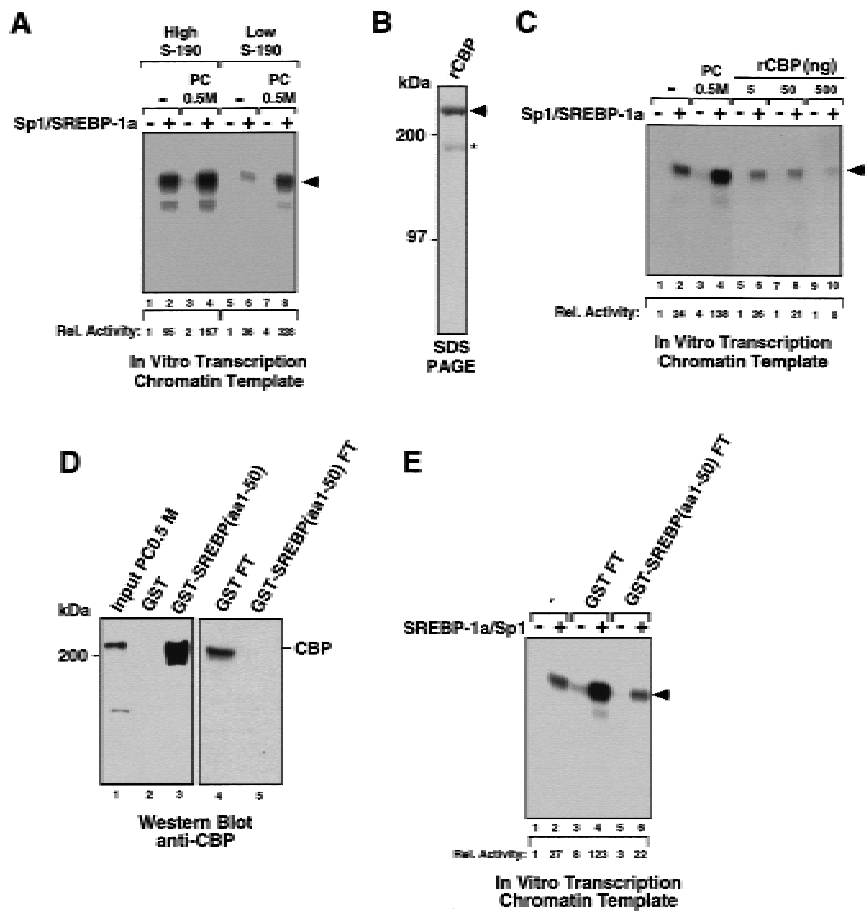 A
High Low
S-190 S-190
PC PC
- 0.5M - 0.5M
Sp1/SREBP-1a - + - + - + - +
1 2 3 4 5 6 7 8
Rel. Activity: 1 95 2 167 1 36 4 328
In Vitro Transcription
Chromatin Template
B
rCBP
kDa
200
*
97
SDS
PAGE
C
PC rCBP(ng)
- 0.5M 5 50 500
Sp1/SREBP-1a - + - + - + - + - +
1 2 3 4 5 6 7 8 9 10
1 24 4 138 1 26 1 21 1 8
In Vitro Transcription
Chromatin Template
D
Input PC0.5 M
GST
GST-SREBP(aa1-50)
GST FT
GST-SREBP(aa1-50) FT
kDa
200
CBP
1 2 3 4 5
Western Blot
anti-CBP
E
-
GST FT
GST-SREBP(aa1-50) FT
SREBP-1a/Sp1 - + - + - +
1 2 3 4 5 6
Rel. Activity: 1 27 8 123 3 22
In Vitro Transcription
Chromatin Template